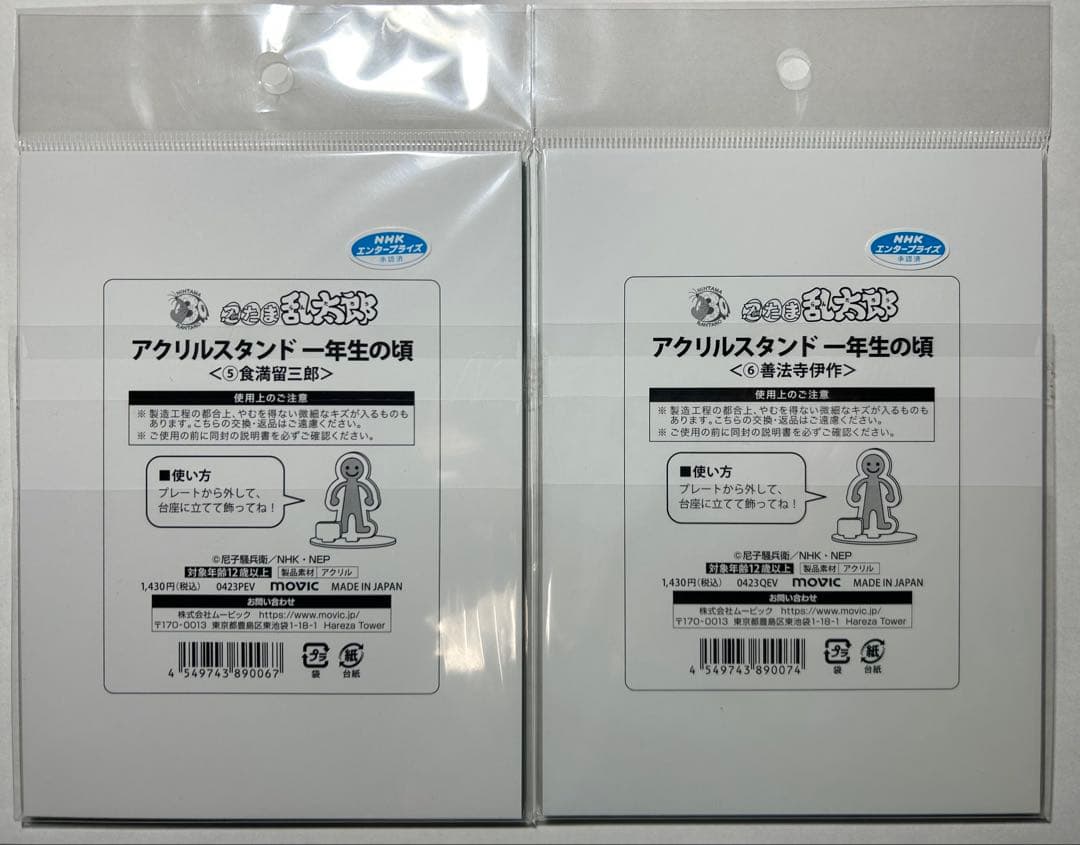 NHK
エンタープライズ
承認済
NINTAMA
RANTARO
忍たま乱太郎
アクリルスタンド 一年生の頃
<⑤食満留三郎>
使用上のご注意
※ 製造工程の都合上、やむを得ない微細なキズが入るものも
あります。こちらの交換・返品はご遠慮ください。
※ ご使用の前に同封の説明書を必ずご確認ください。
■使い方
プレートから外して、
台座に立てて飾ってね！
©尼子騒兵衛／NHK・NEP
対象年齢12歳以上 製品素材 アクリル
1,430円(税込) 0423PEV movic MADE IN JAPAN
お問い合わせ
株式会社ムービック https://www.movic.jp/
〒170-0013 東京都豊島区東池袋1-18-1 Hareza Tower
4 549743 890067
プラ
袋
紙
台紙
NHK
エンタープライズ
承認済
NINTAMA
RANTARO
忍たま乱太郎
アクリルスタンド 一年生の頃
<⑥善法寺伊作>
使用上のご注意
※ 製造工程の都合上、やむを得ない微細なキズが入るものも
あります。こちらの交換・返品はご遠慮ください。
※ ご使用の前に同封の説明書を必ずご確認ください。
■使い方
プレートから外して、
台座に立てて飾ってね！
©尼子騒兵衛／NHK・NEP
対象年齢12歳以上 製品素材 アクリル
1,430円(税込) 0423QEV movic MADE IN JAPAN
お問い合わせ
株式会社ムービック https://www.movic.jp/
〒170-0013 東京都豊島区東池袋1-18-1 Hareza Tower
4 549743 890074
プラ
袋
紙
台紙